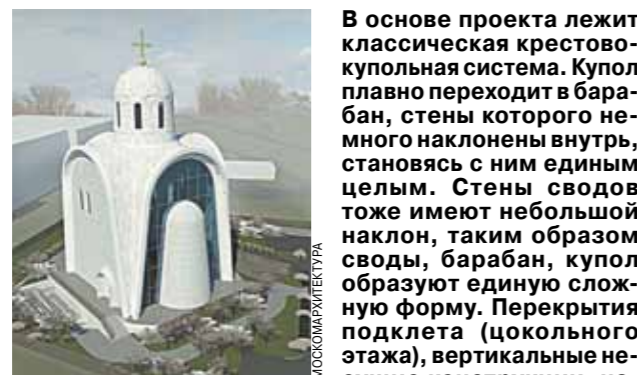 В основе проекта лежит
классическая крестово-
купольная система. Купол
плавно переходит в бара-
бан, стены которого не-
много наклонены внутрь,
становясь с ним единым
целым. Стены сводов
тоже имеют небольшой
наклон, таким образом
своды, барабан, купол
образуют единую слож-
ную форму. Перекрытия
подклета (цокольного
этажа), вертикальные не-
МОСКОМАРХИТЕКТУРА